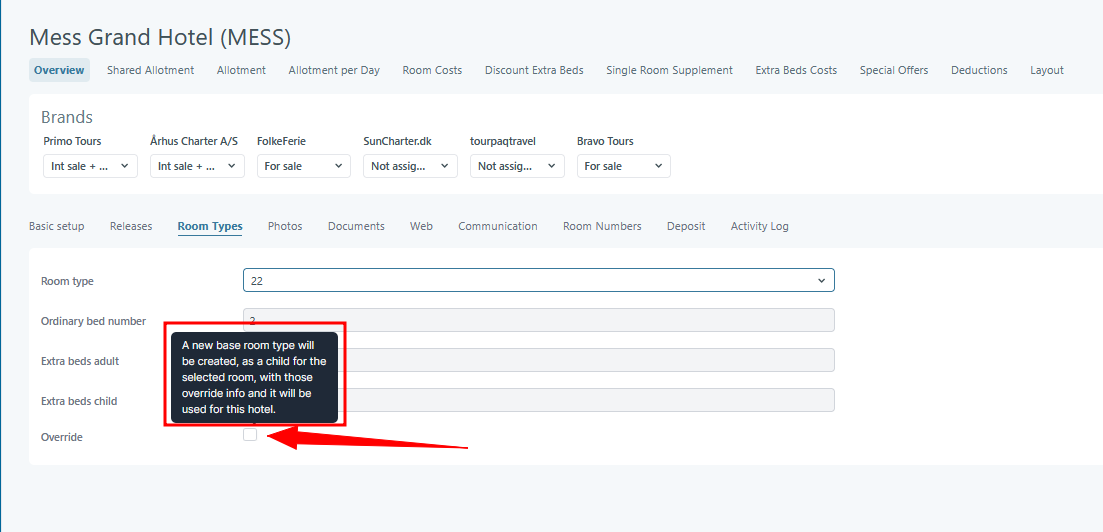 Mess Grand Hotel (MESS)
Overview Shared Allotment Allotment Allotment per Day Room Costs Discount Extra Beds Single Room Supplement Extra Beds Costs Special Offers Deductions Layout
Brands
Primo Tours Århus Charter A/S FolkeFerie SunCharter.dk tourpaqtravel Bravo Tours
Int sale + ... Int sale + ... For sale Not assig... Not assig... For sale
Basic setup Releases Room Types Photos Documents Web Communication Room Numbers Deposit Activity Log
Room type 22
Ordinary bed number 2
A new base room type will
be created, as a child for the
selected room, with those
override info and it will be
used for this hotel.
Extra beds adult
Extra beds child
Override